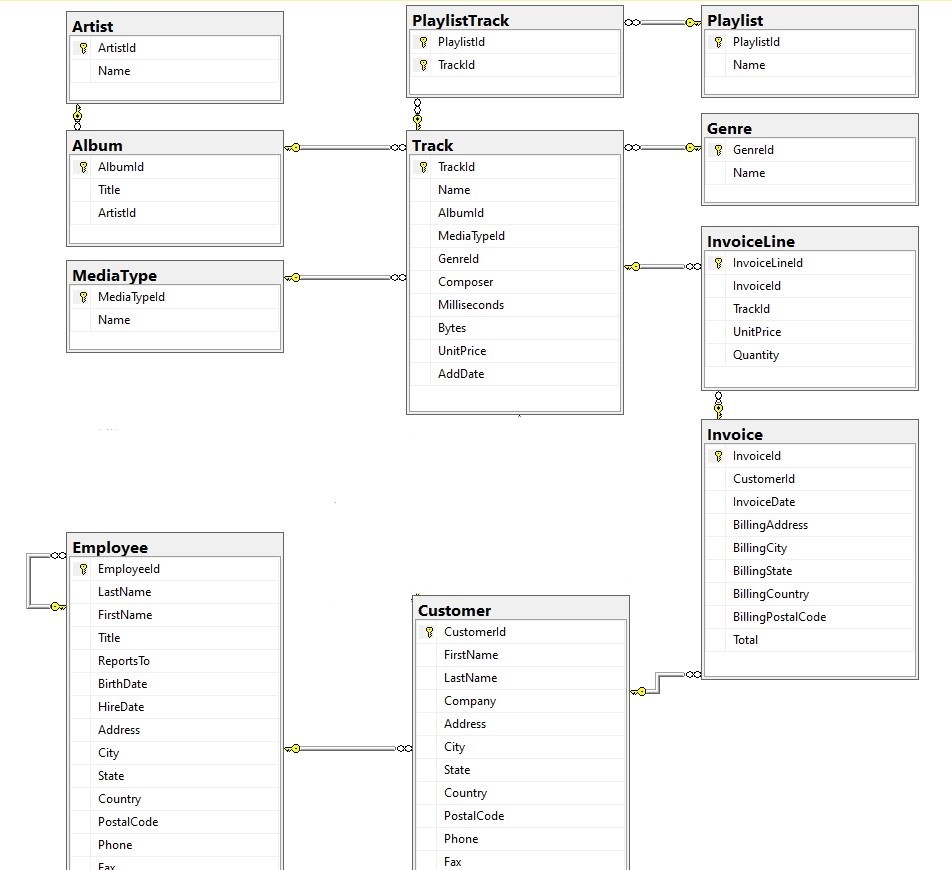 Artist
ArtistId
Name
Album
AlbumId
Title
ArtistId
MediaType
MediaTypeId
Name
PlaylistTrack
PlaylistId
TrackId
Track
TrackId
Name
AlbumId
MediaTypeId
GenreId
Composer
Milliseconds
Bytes
UnitPrice
AddDate
Playlist
PlaylistId
Name
Genre
GenreId
Name
InvoiceLine
InvoiceLineId
InvoiceId
TrackId
UnitPrice
Quantity
Invoice
InvoiceId
CustomerId
InvoiceDate
BillingAddress
BillingCity
BillingState
BillingCountry
BillingPostalCode
Total
Employee
EmployeeId
LastName
FirstName
Title
ReportsTo
BirthDate
HireDate
Address
City
State
Country
PostalCode
Phone
Fax
Customer
CustomerId
FirstName
LastName
Company
Address
City
State
Country
PostalCode
Phone
Fax